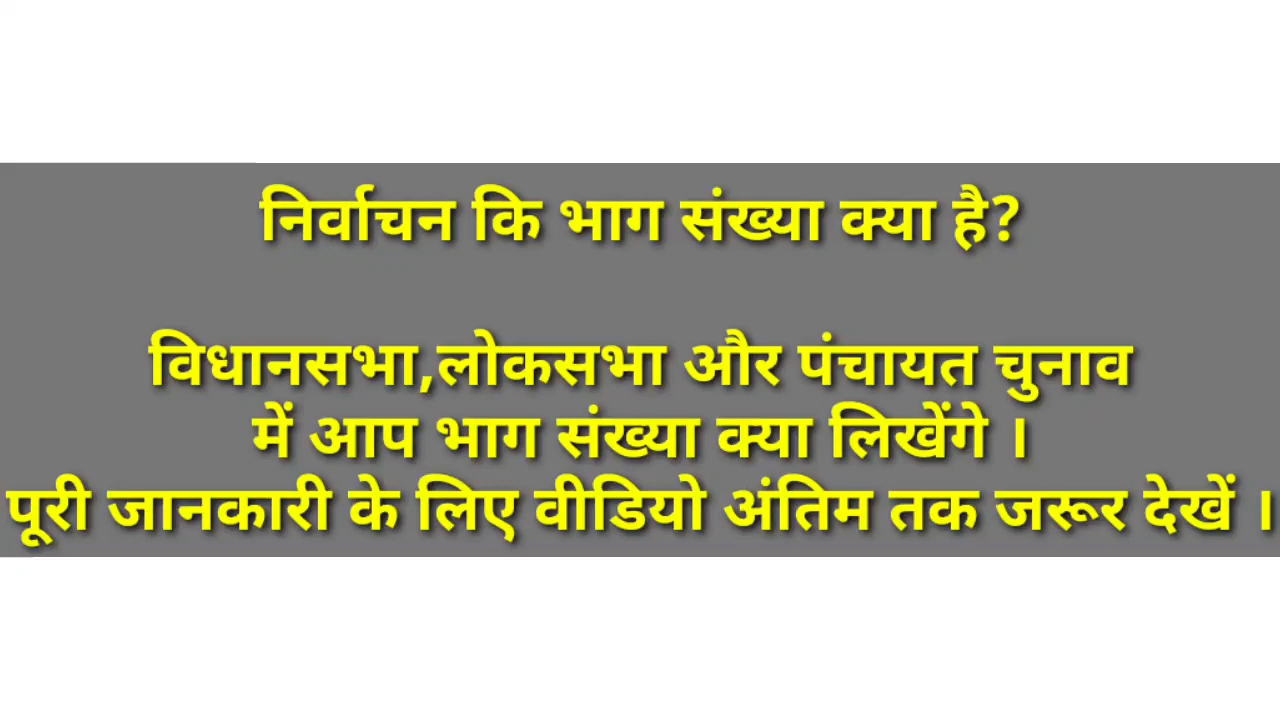 निर्वाचन कि भाग संख्या क्या है?
विधानसभा,लोकसभा और पंचायत चुनाव
में आप भाग संख्या क्या लिखेंगे ।
पूरी जानकारी के लिए वीडियो अंतिम तक जरूर देखें ।